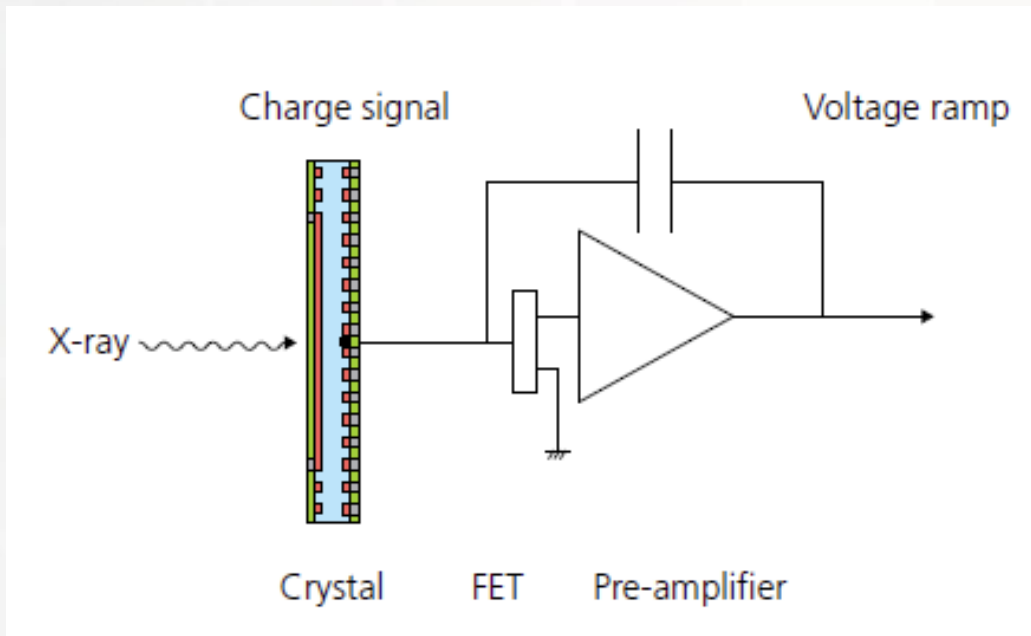 Charge signal
Voltage ramp
X-ray
Crystal
FET
Pre-amplifier